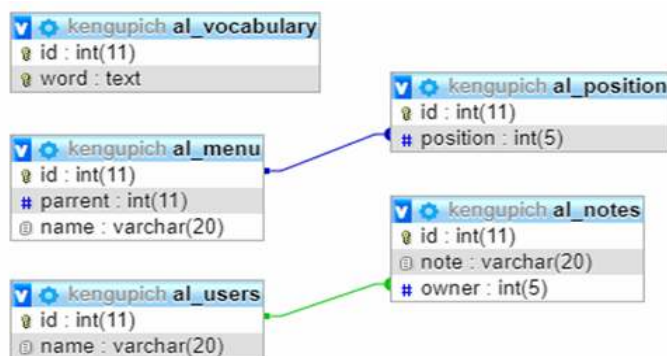 kengupich al_vocabulary
id : int(11)
word : text
kengupich al_position
id : int(11)
# position : int(5)
kengupich al_menu
id : int(11)
# parrent : int(11)
name : varchar(20)
kengupich al_notes
id : int(11)
note : varchar(20)
# owner : int(5)
kengupich al_users
id : int(11)
name : varchar(20)